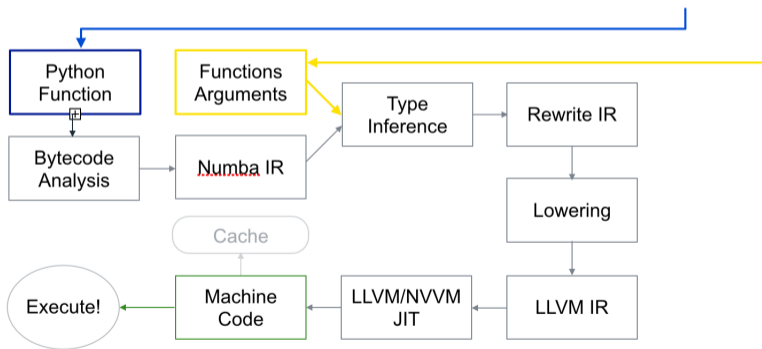 Python
Function
Functions
Arguments
Type
Inference
Rewrite IR
Bytecode
Analysis
Numba IR
Lowering
Cache
Execute!
Machine
Code
LLVM/NVVM
JIT
LLVM IR